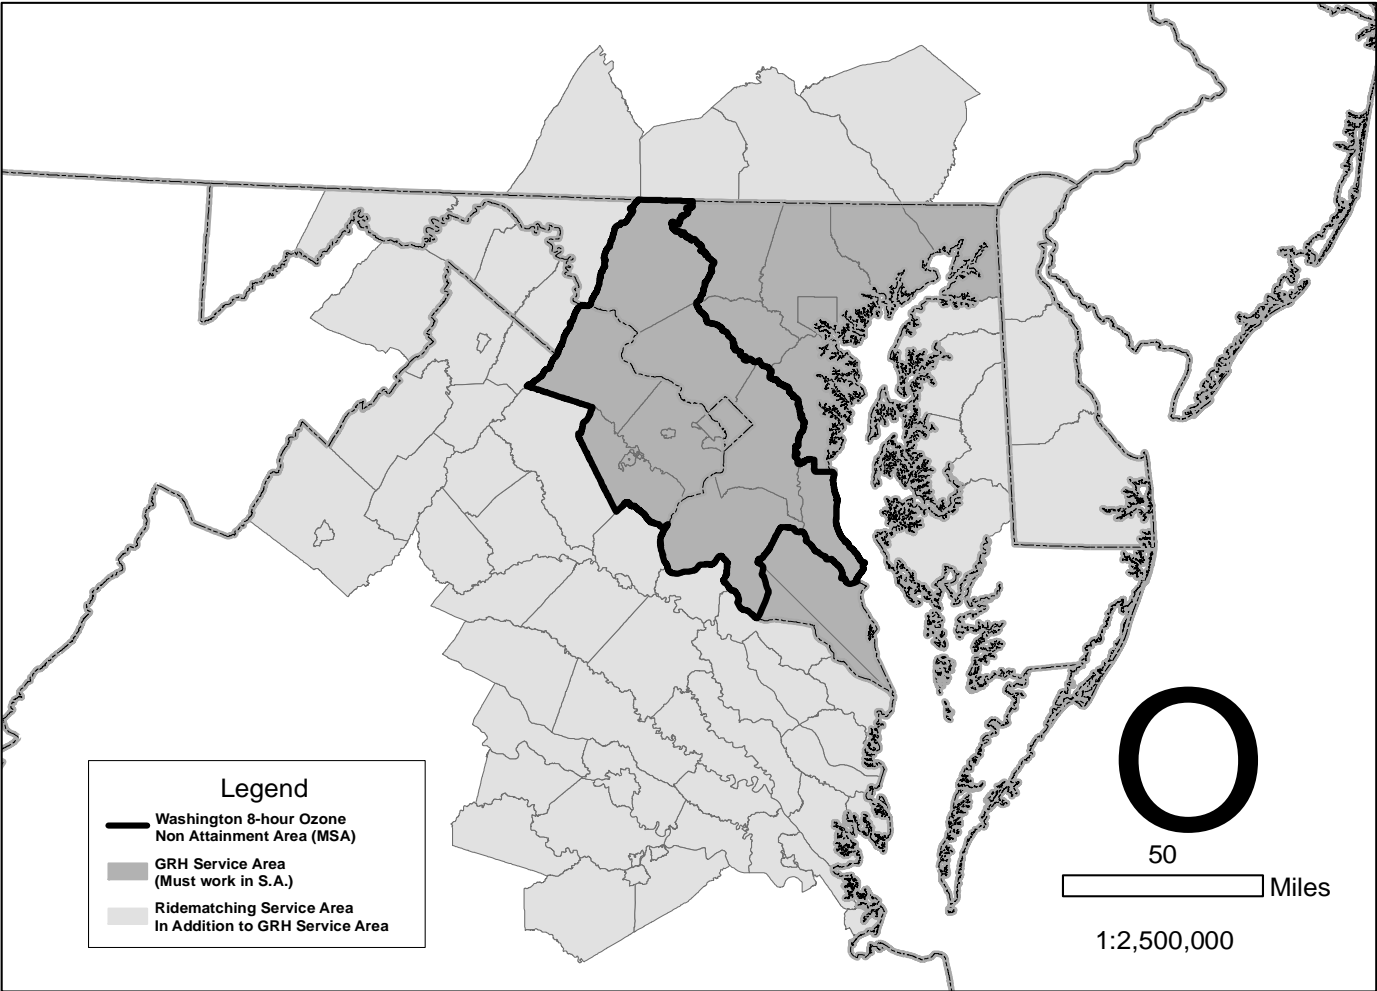 Legend
Washington 8-hour Ozone
Non Attainment Area (MSA)
GRH Service Area
(Must work in S.A.)
Ridematching Service Area
In Addition to GRH Service Area
O
50
Miles
1:2,500,000